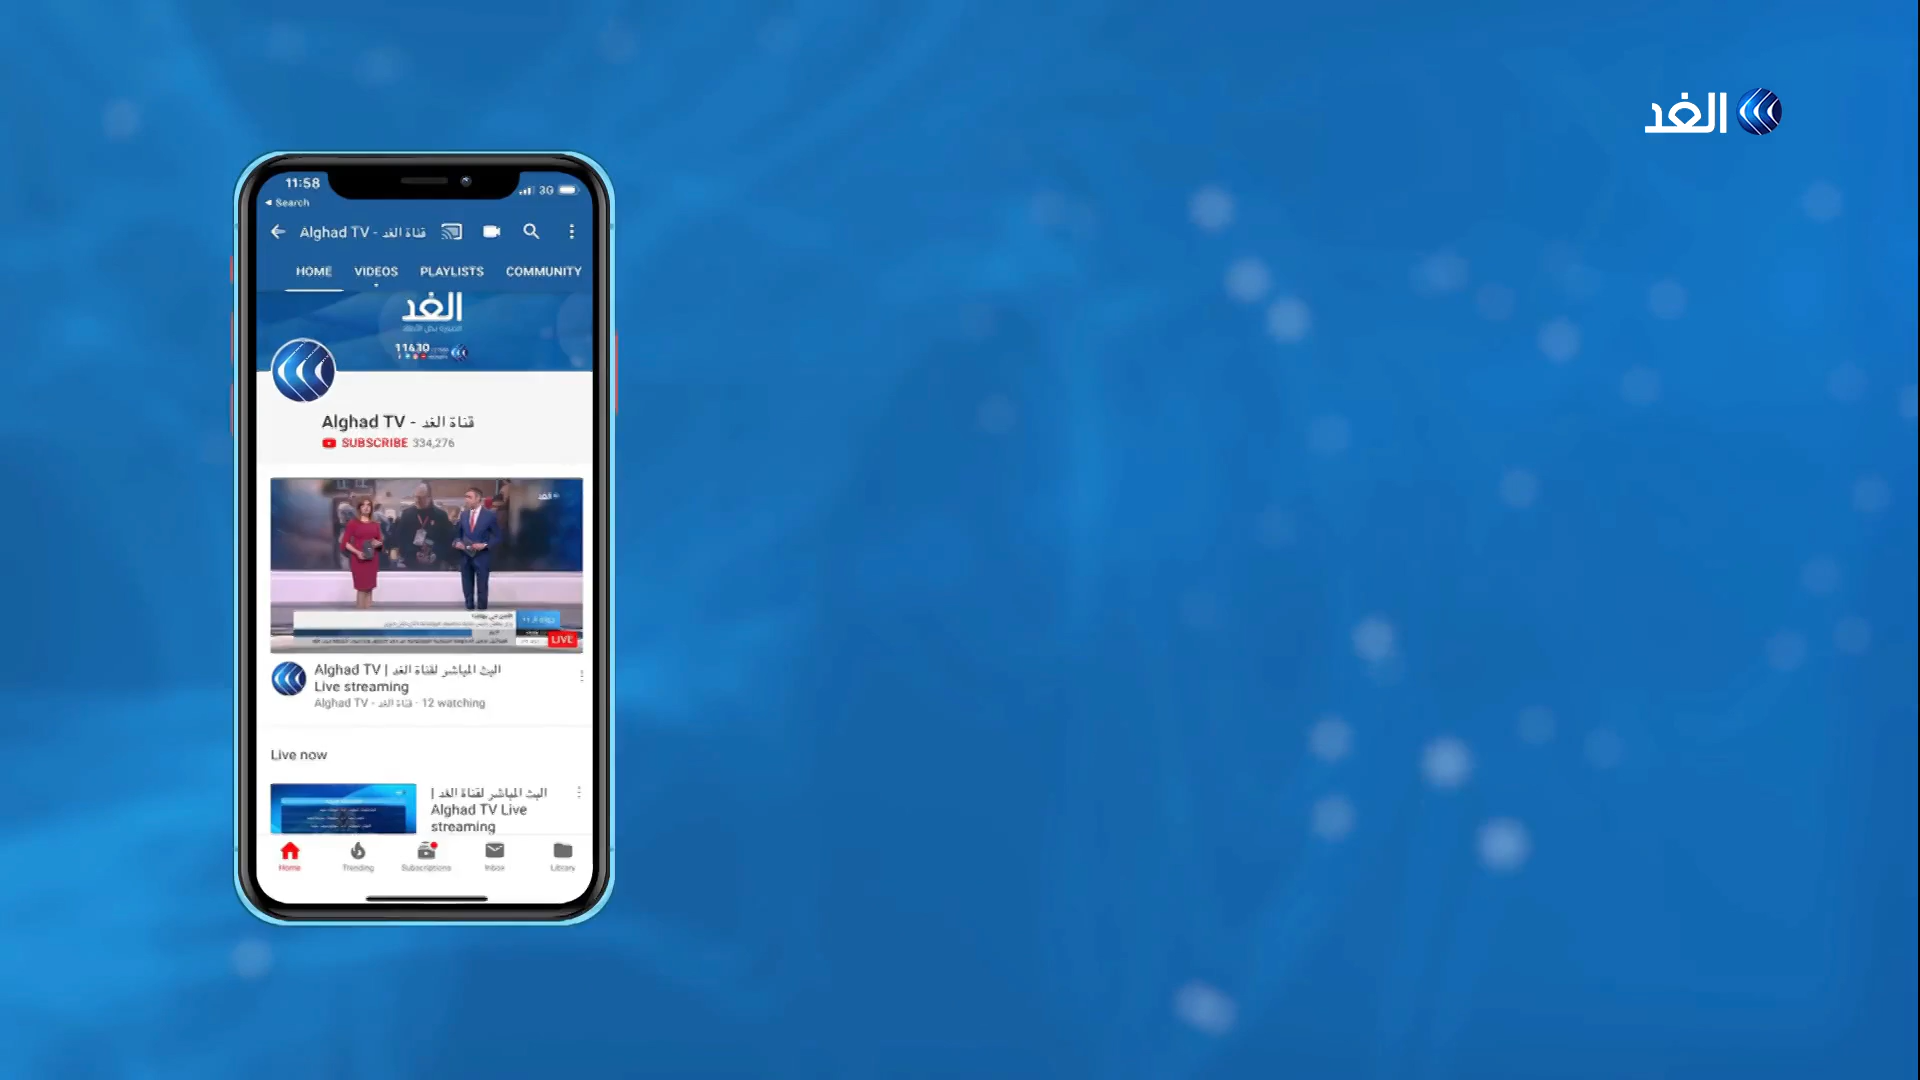 الغد
11:58
3G
Search
Alghad TV - قناة الغد
HOME VIDEOS PLAYLISTS COMMUNITY
الغد
11430
Alghad TV - قناة الغد
SUBSCRIBE 334,276
الغد
LIVE
Alghad TV | البث المباشر لقناة الغد
Live streaming
Alghad TV - قناة الغد · 12 watching
Live now
البث المباشر لقناة الغد |
Alghad TV Live
streaming
Home Trending Subscriptions Inbox Library